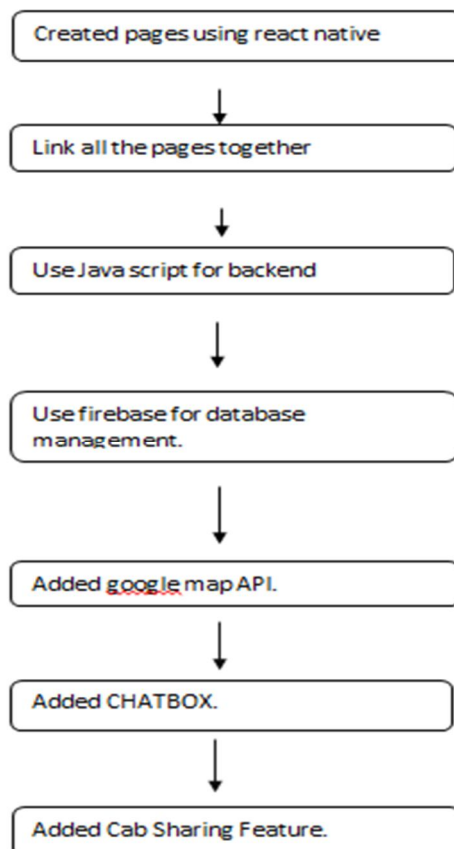 Created pages using react native
Link all the pages together
Use Java script for backend
Use firebase for database
management.
Added google map API.
Added CHATBOX.
Added Cab Sharing Feature.